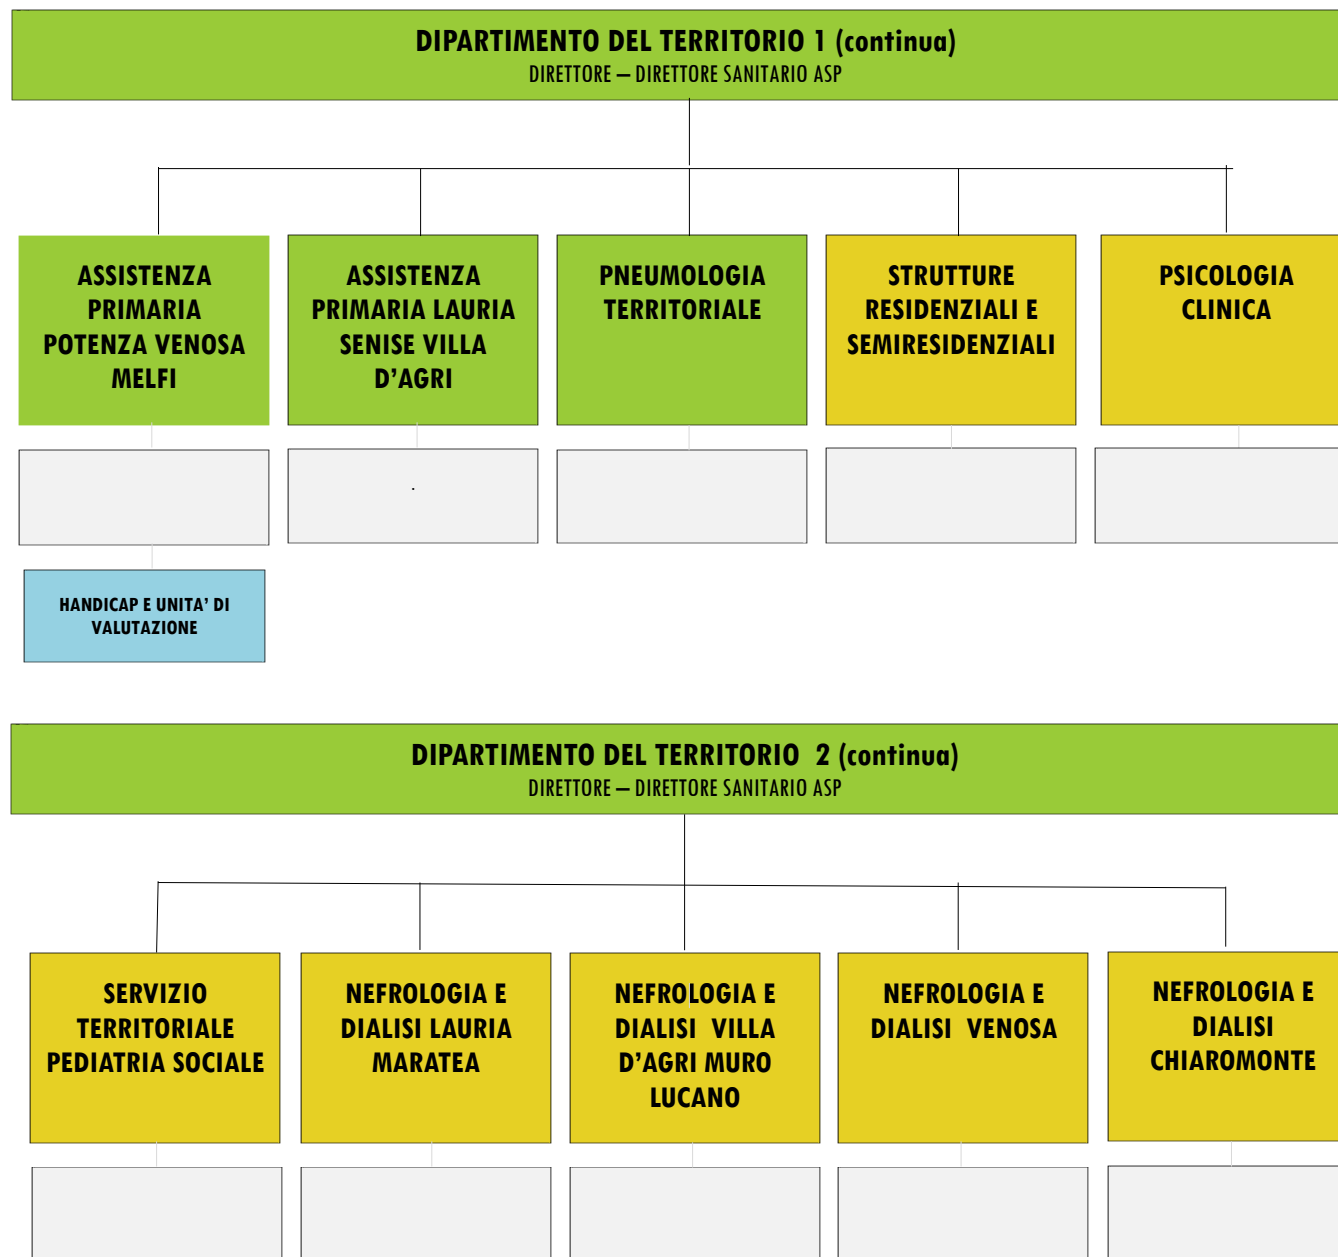 DIPARTIMENTO DEL TERRITORIO 1 (continua)
DIRETTORE – DIRETTORE SANITARIO ASP
ASSISTENZA
PRIMARIA
POTENZA VENOSA
MELFI
ASSISTENZA
PRIMARIA LAURIA
SENISE VILLA
D’AGRI
PNEUMOLOGIA
TERRITORIALE
STRUTTURE
RESIDENZIALI E
SEMIRESIDENZIALI
PSICOLOGIA
CLINICA
.
HANDICAP E UNITA’ DI
VALUTAZIONE
DIPARTIMENTO DEL TERRITORIO 2 (continua)
DIRETTORE – DIRETTORE SANITARIO ASP
SERVIZIO
TERRITORIALE
PEDIATRIA SOCIALE
NEFROLOGIA E
DIALISI LAURIA
MARATEA
NEFROLOGIA E
DIALISI VILLA
D’AGRI MURO
LUCANO
NEFROLOGIA E
DIALISI VENOSA
NEFROLOGIA E
DIALISI
CHIAROMONTE